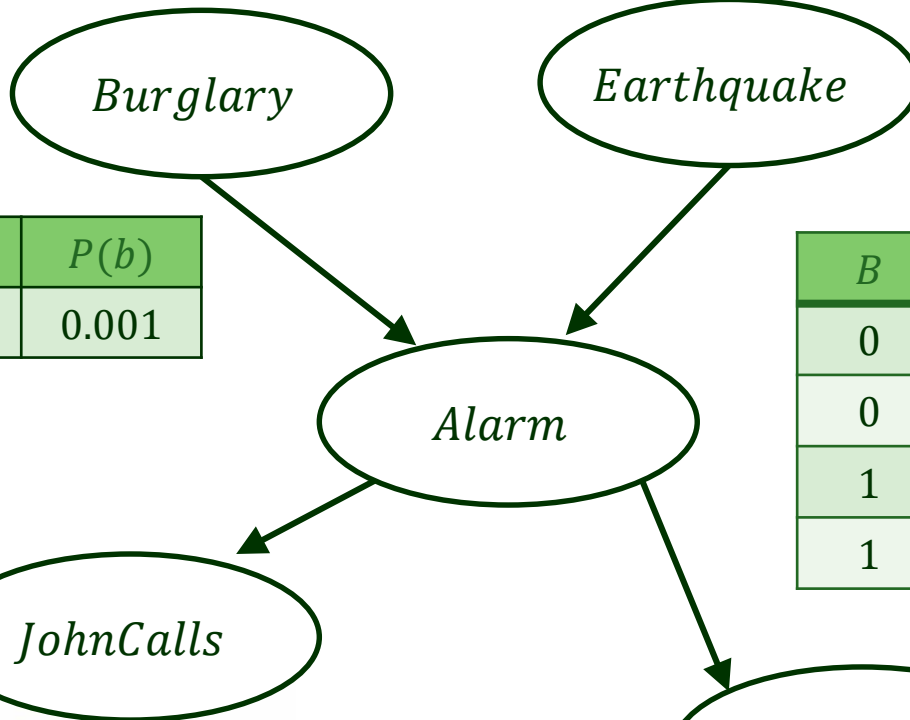 Burglary
Earthquake
P(b)
0.001
B
0
0
1
1
Alarm
JohnCalls